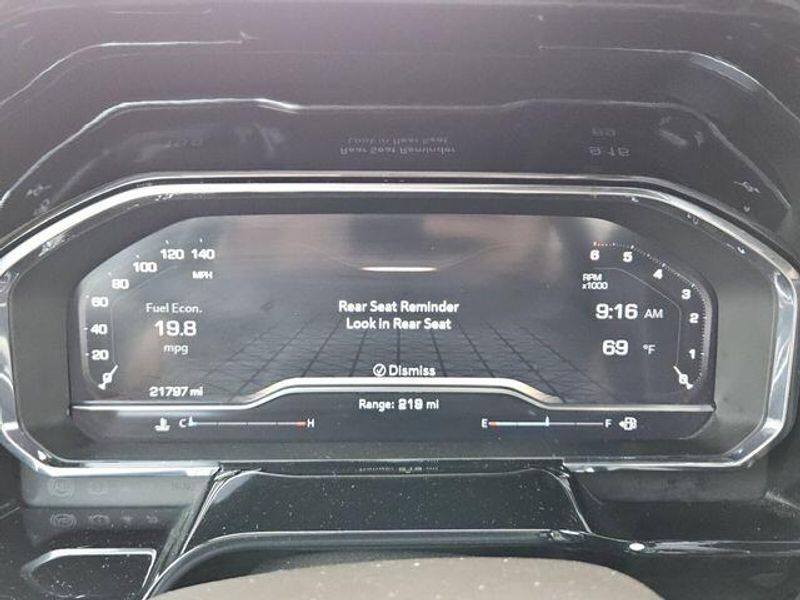 120 140
100
MPH
80
60
40
20
0
Fuel Econ.
19.8
mpg
21797 mi
Rear Seat Reminder
Look in Rear Seat
Dismiss
Range: 219 mi
C H
E F
6 5 4 3 2 1 0
RPM
x1000
9:16 AM
69 °F